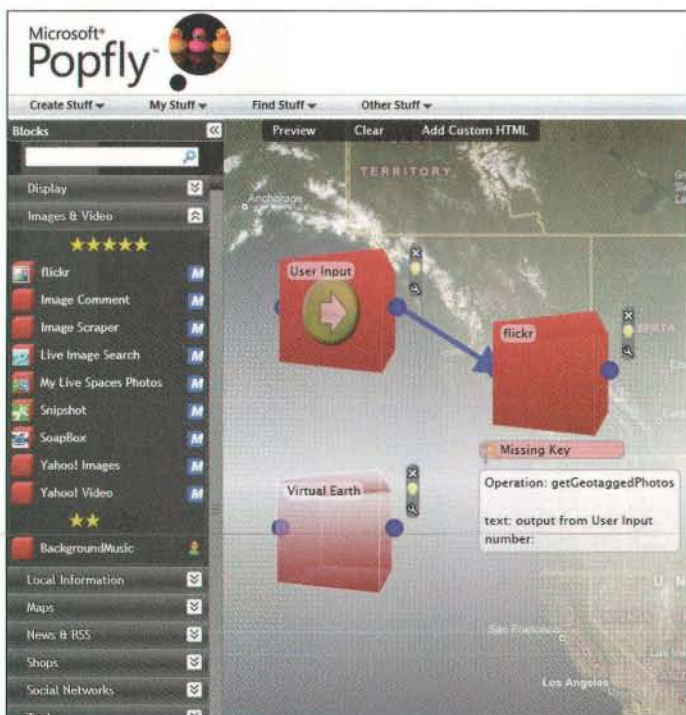 Microsoft®
Popfly™
Create Stuff My Stuff Find Stuff Other Stuff
Blocks
Preview Clear Add Custom HTML
Display
Images & Video
flickr
Image Comment
Image Scraper
Live Image Search
My Live Spaces Photos
Snipshot
SoapBox
Yahoo! Images
Yahoo! Video
BackgroundMusic
Local Information
Maps
News & RSS
Shops
Social Networks
TERRITORY
Anchorage
User Input
flickr
Missing Key
Operation: getGeotaggedPhotos
text: output from User Input
number:
Virtual Earth
San Francisco
Las Ve
Los Angeles